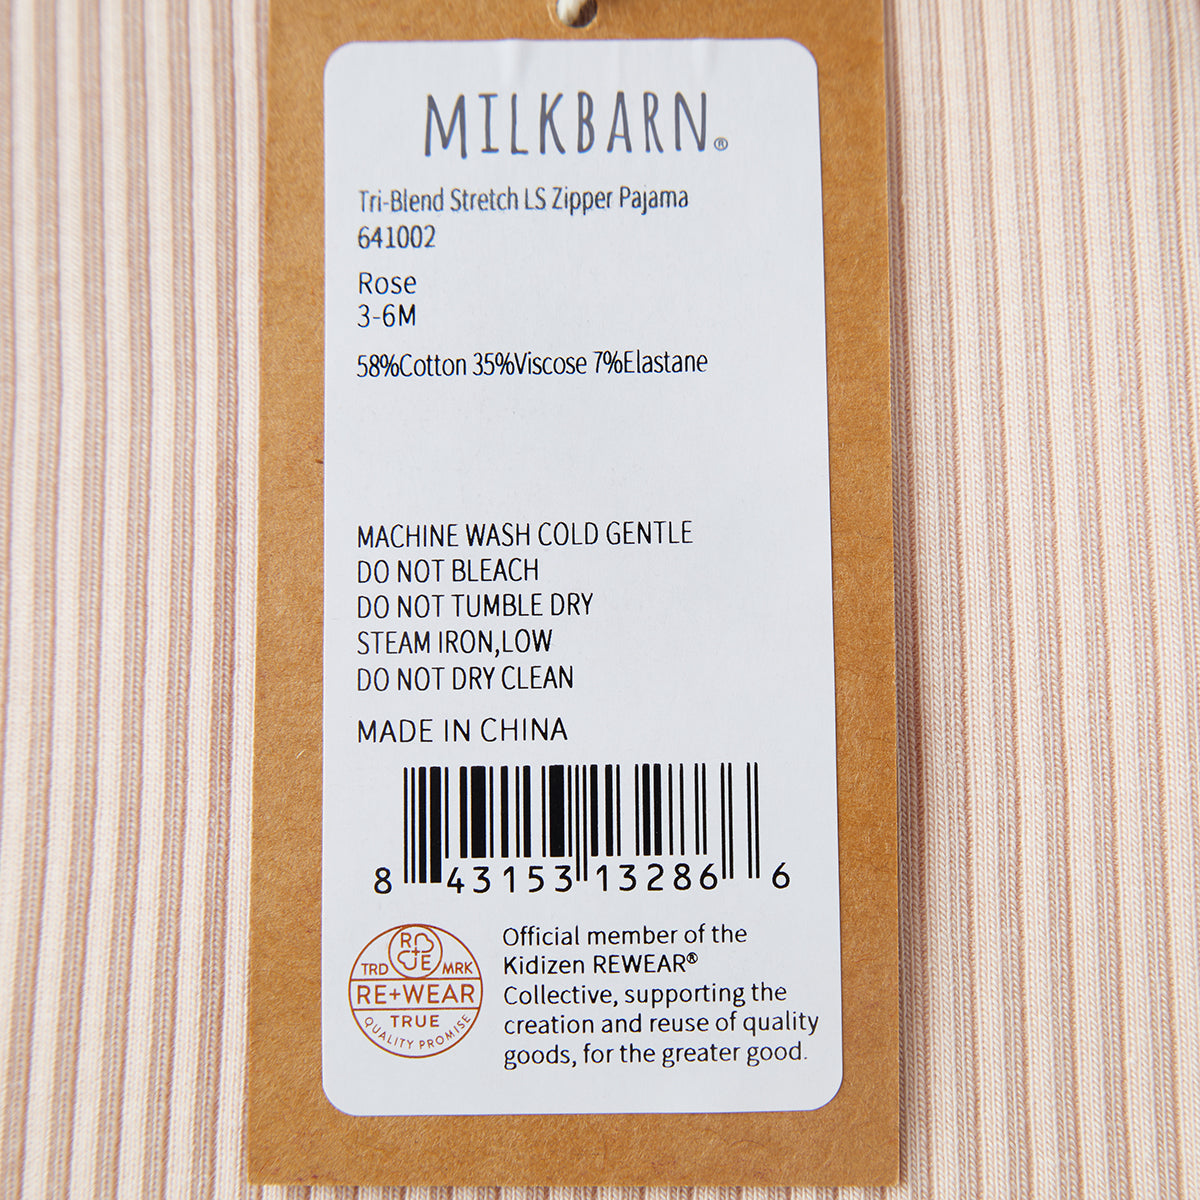 MILKBARN®
Tri-Blend Stretch LS Zipper Pajama
641002
Rose
3-6M
58%Cotton 35%Viscose 7%Elastane
MACHINE WASH COLD GENTLE
DO NOT BLEACH
DO NOT TUMBLE DRY
STEAM IRON,LOW
DO NOT DRY CLEAN
MADE IN CHINA
8 43153 13286 6
R
E
TRD MRK
RE+WEAR
TRUE
QUALITY PROMISE
Official member of the
Kidizen REWEAR®
Collective, supporting the
creation and reuse of quality
goods, for the greater good.